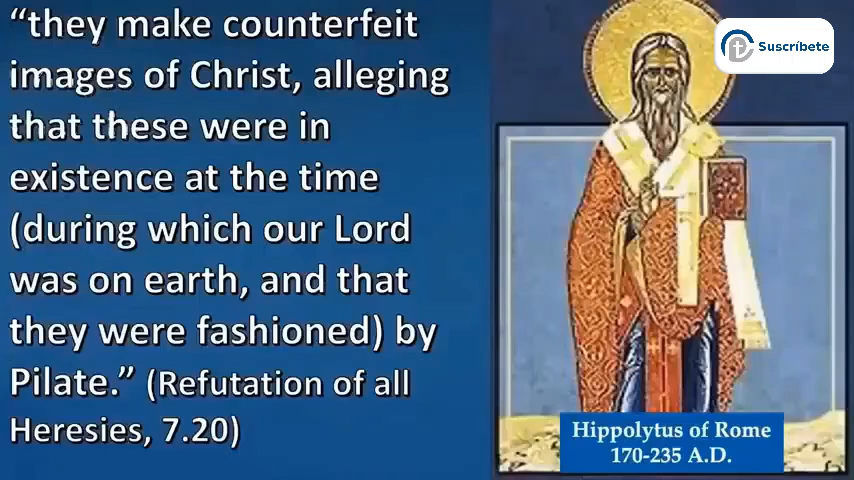 “they make counterfeit
images of Christ, alleging
that these were in
existence at the time
(during which our Lord
was on earth, and that
they were fashioned) by
Pilate.” (Refutation of all
Heresies, 7.20)
Suscríbete
Hippolytus of Rome
170-235 A.D.